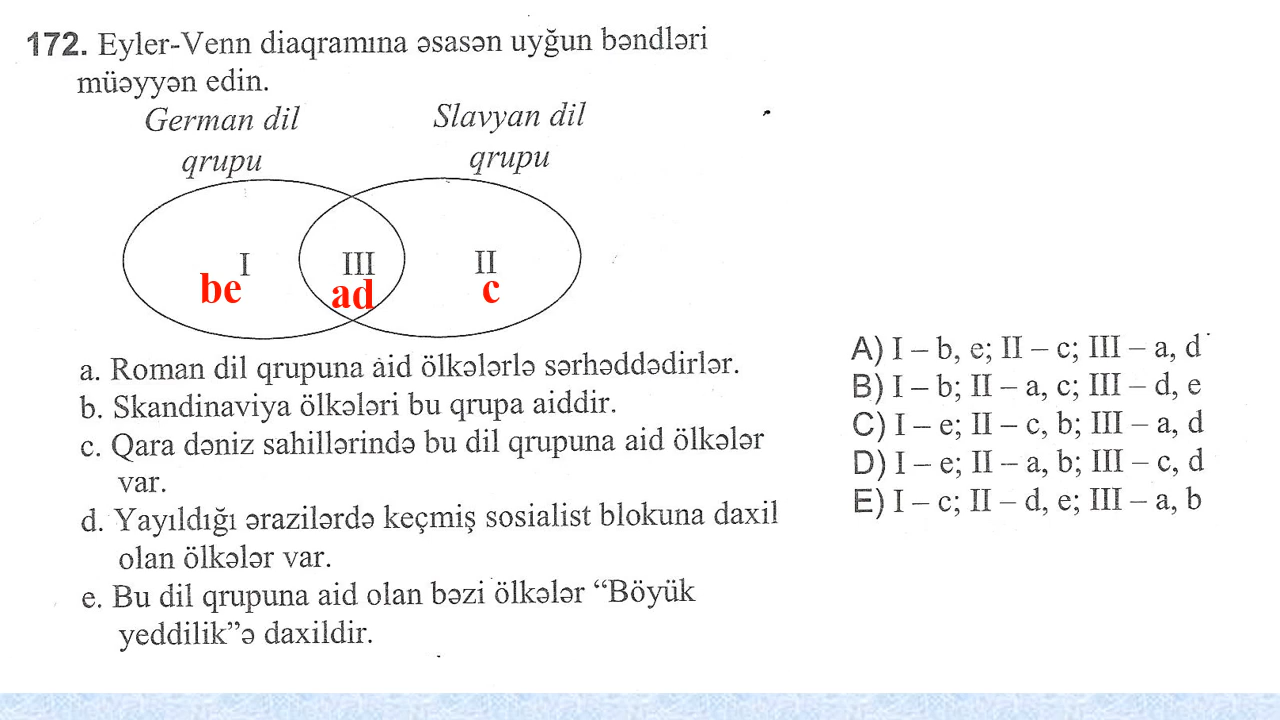 172. Eyler-Venn diaqramına əsasən uyğun bəndləri
müəyyən edin.
German dil
qrupu
Slavyan dil
qrupu
I
III
II
be
ad
c
a. Roman dil qrupuna aid ölkələrlə sərhəddədirlər.
b. Skandinaviya ölkələri bu qrupa aiddir.
c. Qara dəniz sahillərində bu dil qrupuna aid ölkələr
var.
d. Yayıldığı ərazilərdə keçmiş sosialist blokuna daxil
olan ölkələr var.
e. Bu dil qrupuna aid olan bəzi ölkələr “Böyük
yeddilik”ə daxildir.
A) I – b, e; II – c; III – a, d
B) I – b; II – a, c; III – d, e
C) I – e; II – c, b; III – a, d
D) I – e; II – a, b; III – c, d
E) I – c; II – d, e; III – a, b